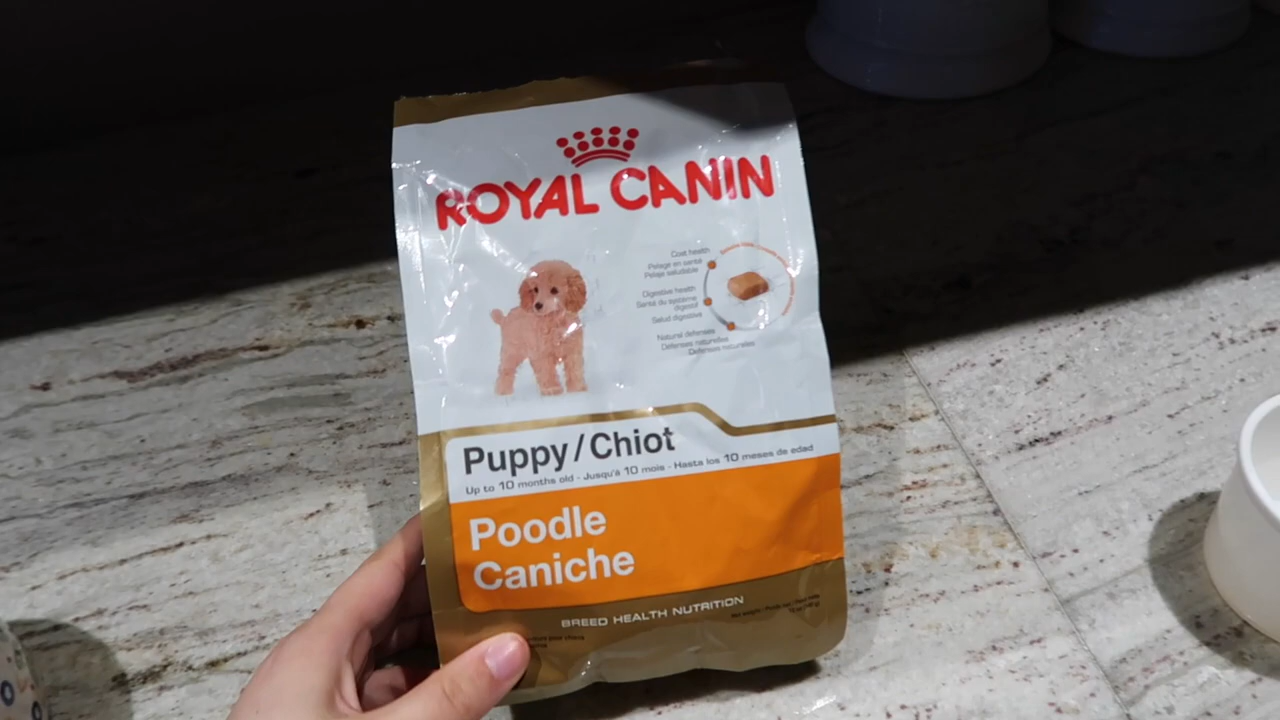 ROYAL CANIN
Coat health
Pelage en santé
Pelaje saludable
Digestive health
Santé du système
digestif
Salud digestiva
Natural defenses
Défenses naturelles
Defensas naturales
Puppy/Chiot
Up to 10 months old - Jusqu'à 10 mois - Hasta los 10 meses de edad
Poodle
Caniche
BREED HEALTH NUTRITION